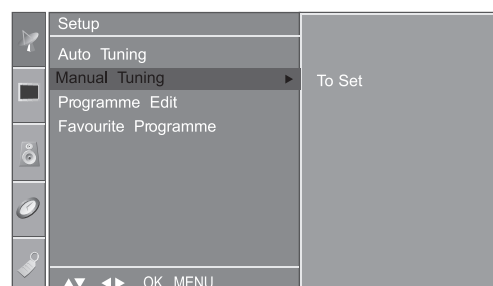 Setup
Auto Tuning
Manual Tuning ▶ To Set
Programme Edit
Favourite Programme
▲▼ ◀▶ OK MENU